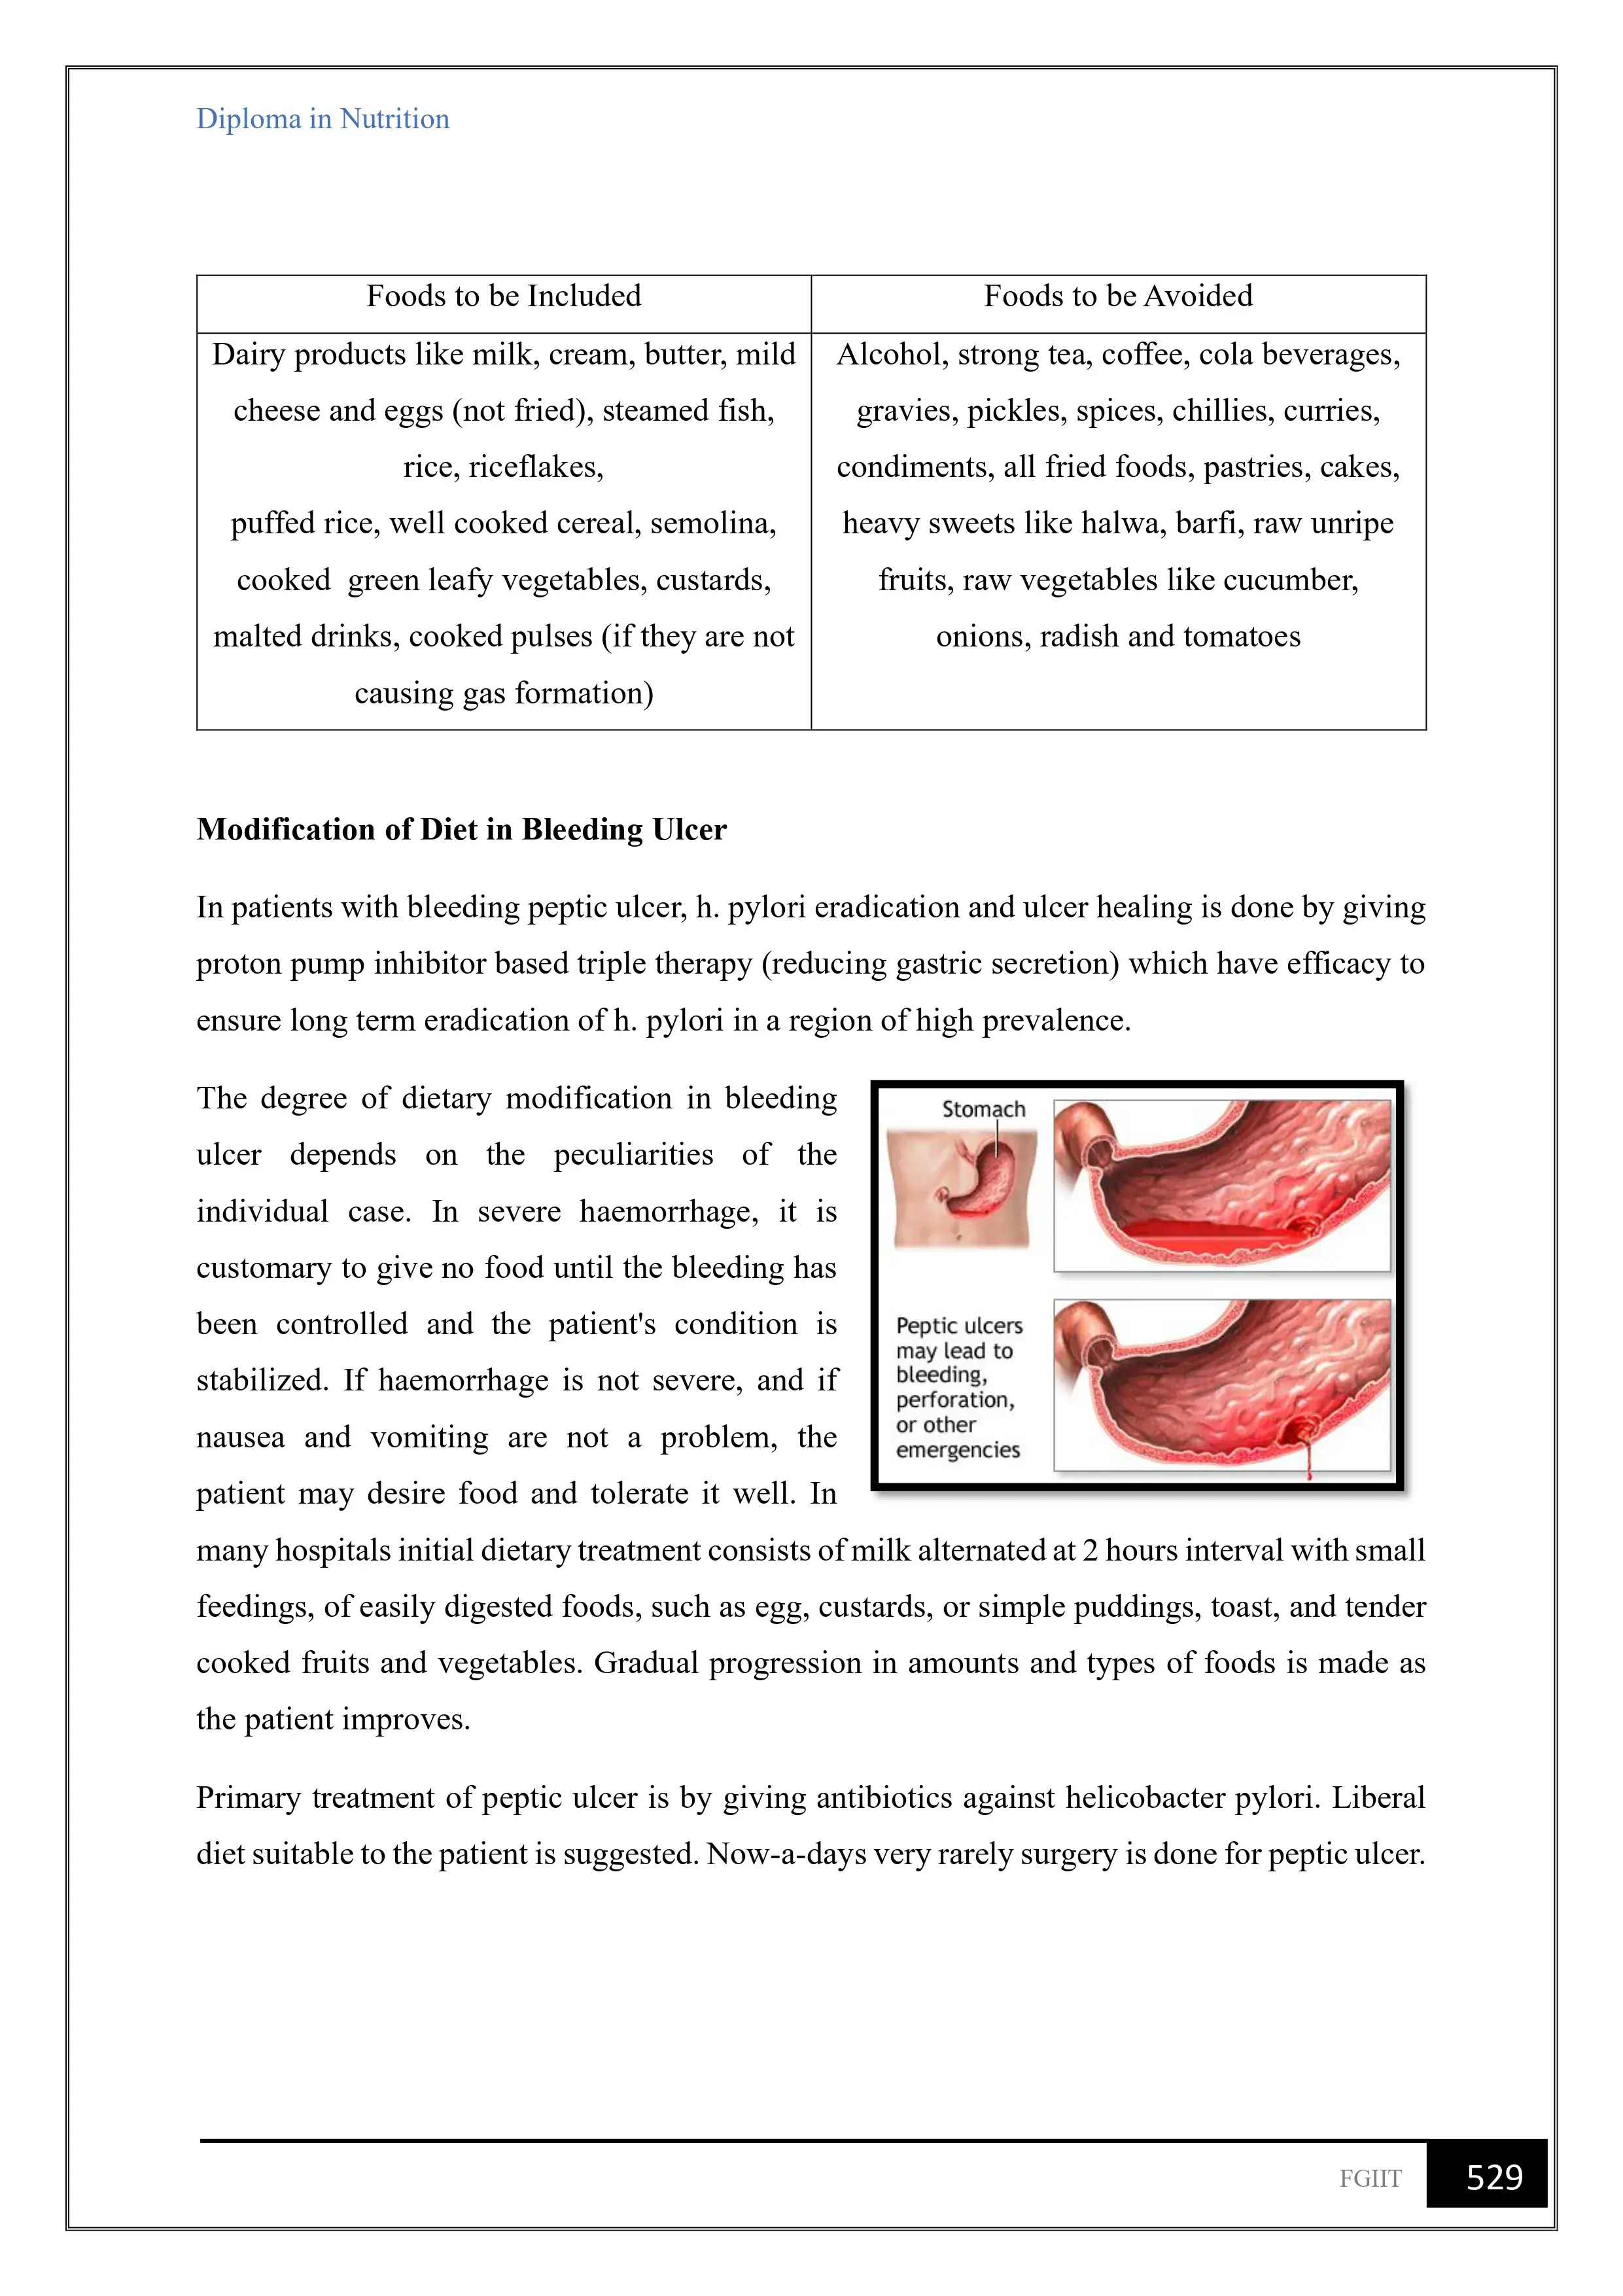 Diploma in Nutrition
Foods to be Included
Dairy products like milk, cream, butter, mild
cheese and eggs (not fried), steamed fish,
rice, riceflakes,
puffed rice, well cooked cereal, semolina,
cooked  green leafy vegetables, custards,
malted drinks, cooked pulses (if they are not
causing gas formation)
Foods to be Avoided
Alcohol, strong tea, coffee, cola beverages,
gravies, pickles, spices, chillies, curries,
condiments, all fried foods, pastries, cakes,
heavy sweets like halwa, barfi, raw unripe
fruits, raw vegetables like cucumber,
onions, radish and tomatoes
Modification of Diet in Bleeding Ulcer
In patients with bleeding peptic ulcer, h. pylori eradication and ulcer healing is done by giving
proton pump inhibitor based triple therapy (reducing gastric secretion) which have efficacy to
ensure long term eradication of h. pylori in a region of high prevalence.
The degree of dietary modification in bleeding
ulcer depends on the peculiarities of the
individual case. In severe haemorrhage, it is
customary to give no food until the bleeding has
been controlled and the patient's condition is
stabilized. If haemorrhage is not severe, and if
nausea and vomiting are not a problem, the
patient may desire food and tolerate it well. In
many hospitals initial dietary treatment consists of milk alternated at 2 hours interval with small
feedings, of easily digested foods, such as egg, custards, or simple puddings, toast, and tender
cooked fruits and vegetables. Gradual progression in amounts and types of foods is made as
the patient improves.
Stomach
Peptic ulcers
may lead to
bleeding,
perforation,
or other
emergencies
Primary treatment of peptic ulcer is by giving antibiotics against helicobacter pylori. Liberal
diet suitable to the patient is suggested. Now-a-days very rarely surgery is done for peptic ulcer.
FGIIT
529